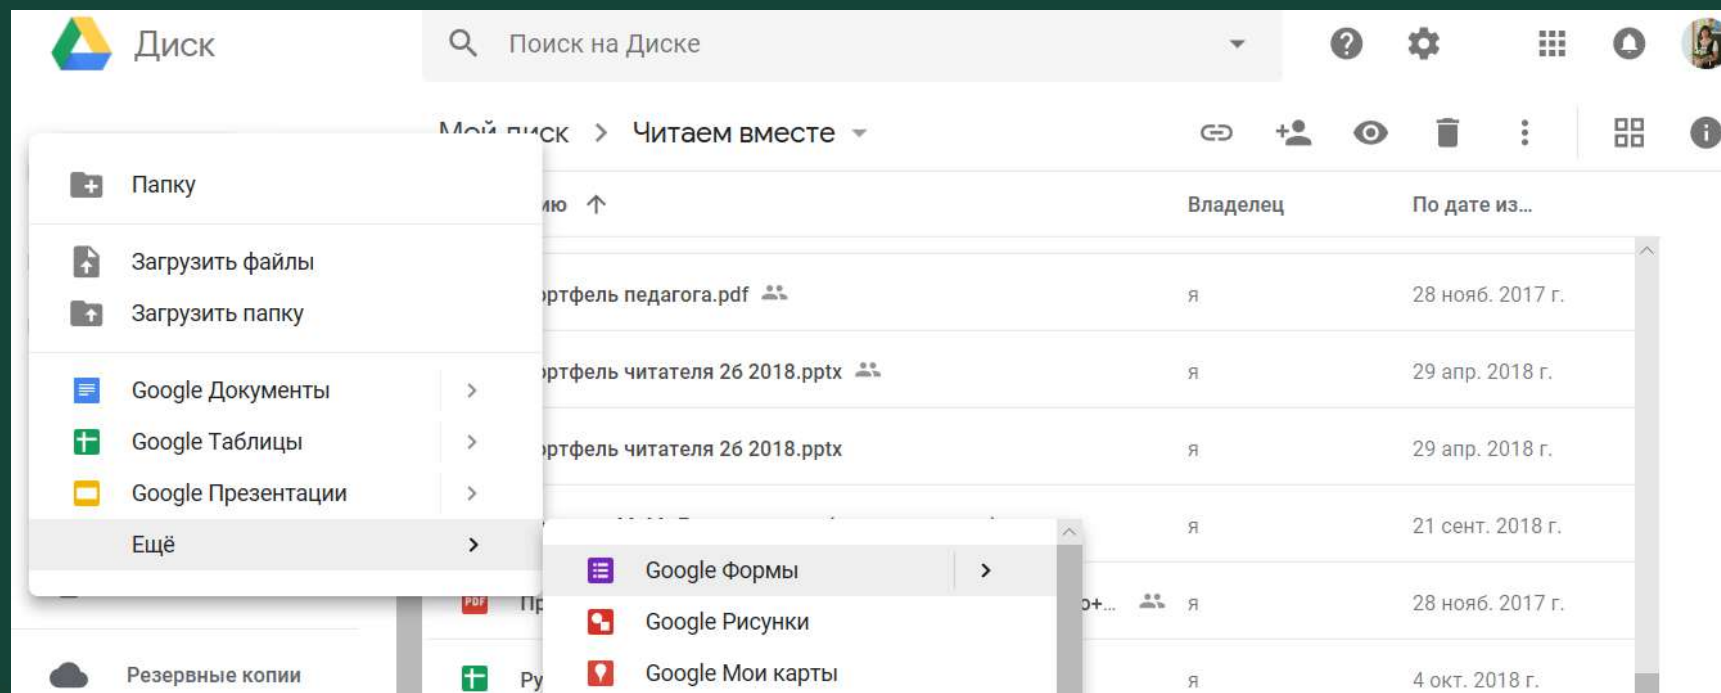 Диск
Поиск на Диске
Мой диск > Читаем вместе
Папку
Владелец
По дате из...
Загрузить файлы
Загрузить папку
педагога.pdf
я
28 нояб. 2017 г.
читателя 26 2018.pptx
я
29 апр. 2018 г.
Google Документы
Google Таблицы
читателя 26 2018.pptx
я
29 апр. 2018 г.
Google Презентации
Ещё
я
21 сент. 2018 г.
Google Формы
PDF
я
28 нояб. 2017 г.
Google Рисунки
Резервные копии
Google Мои карты
я
4 окт. 2018 г.